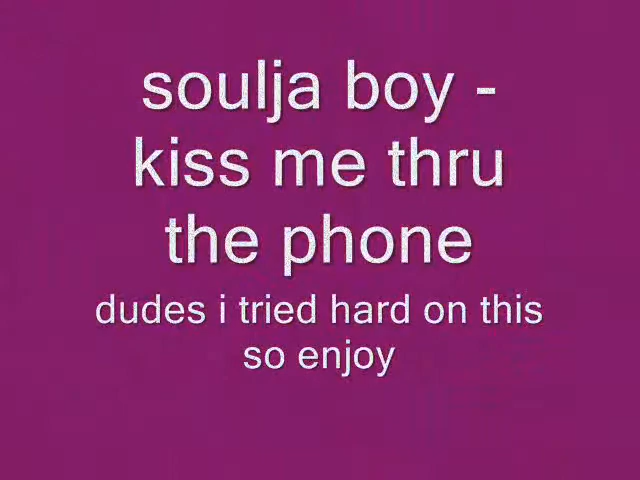 soulja boy -
kiss me thru
the phone
dudes i tried hard on this
so enjoy